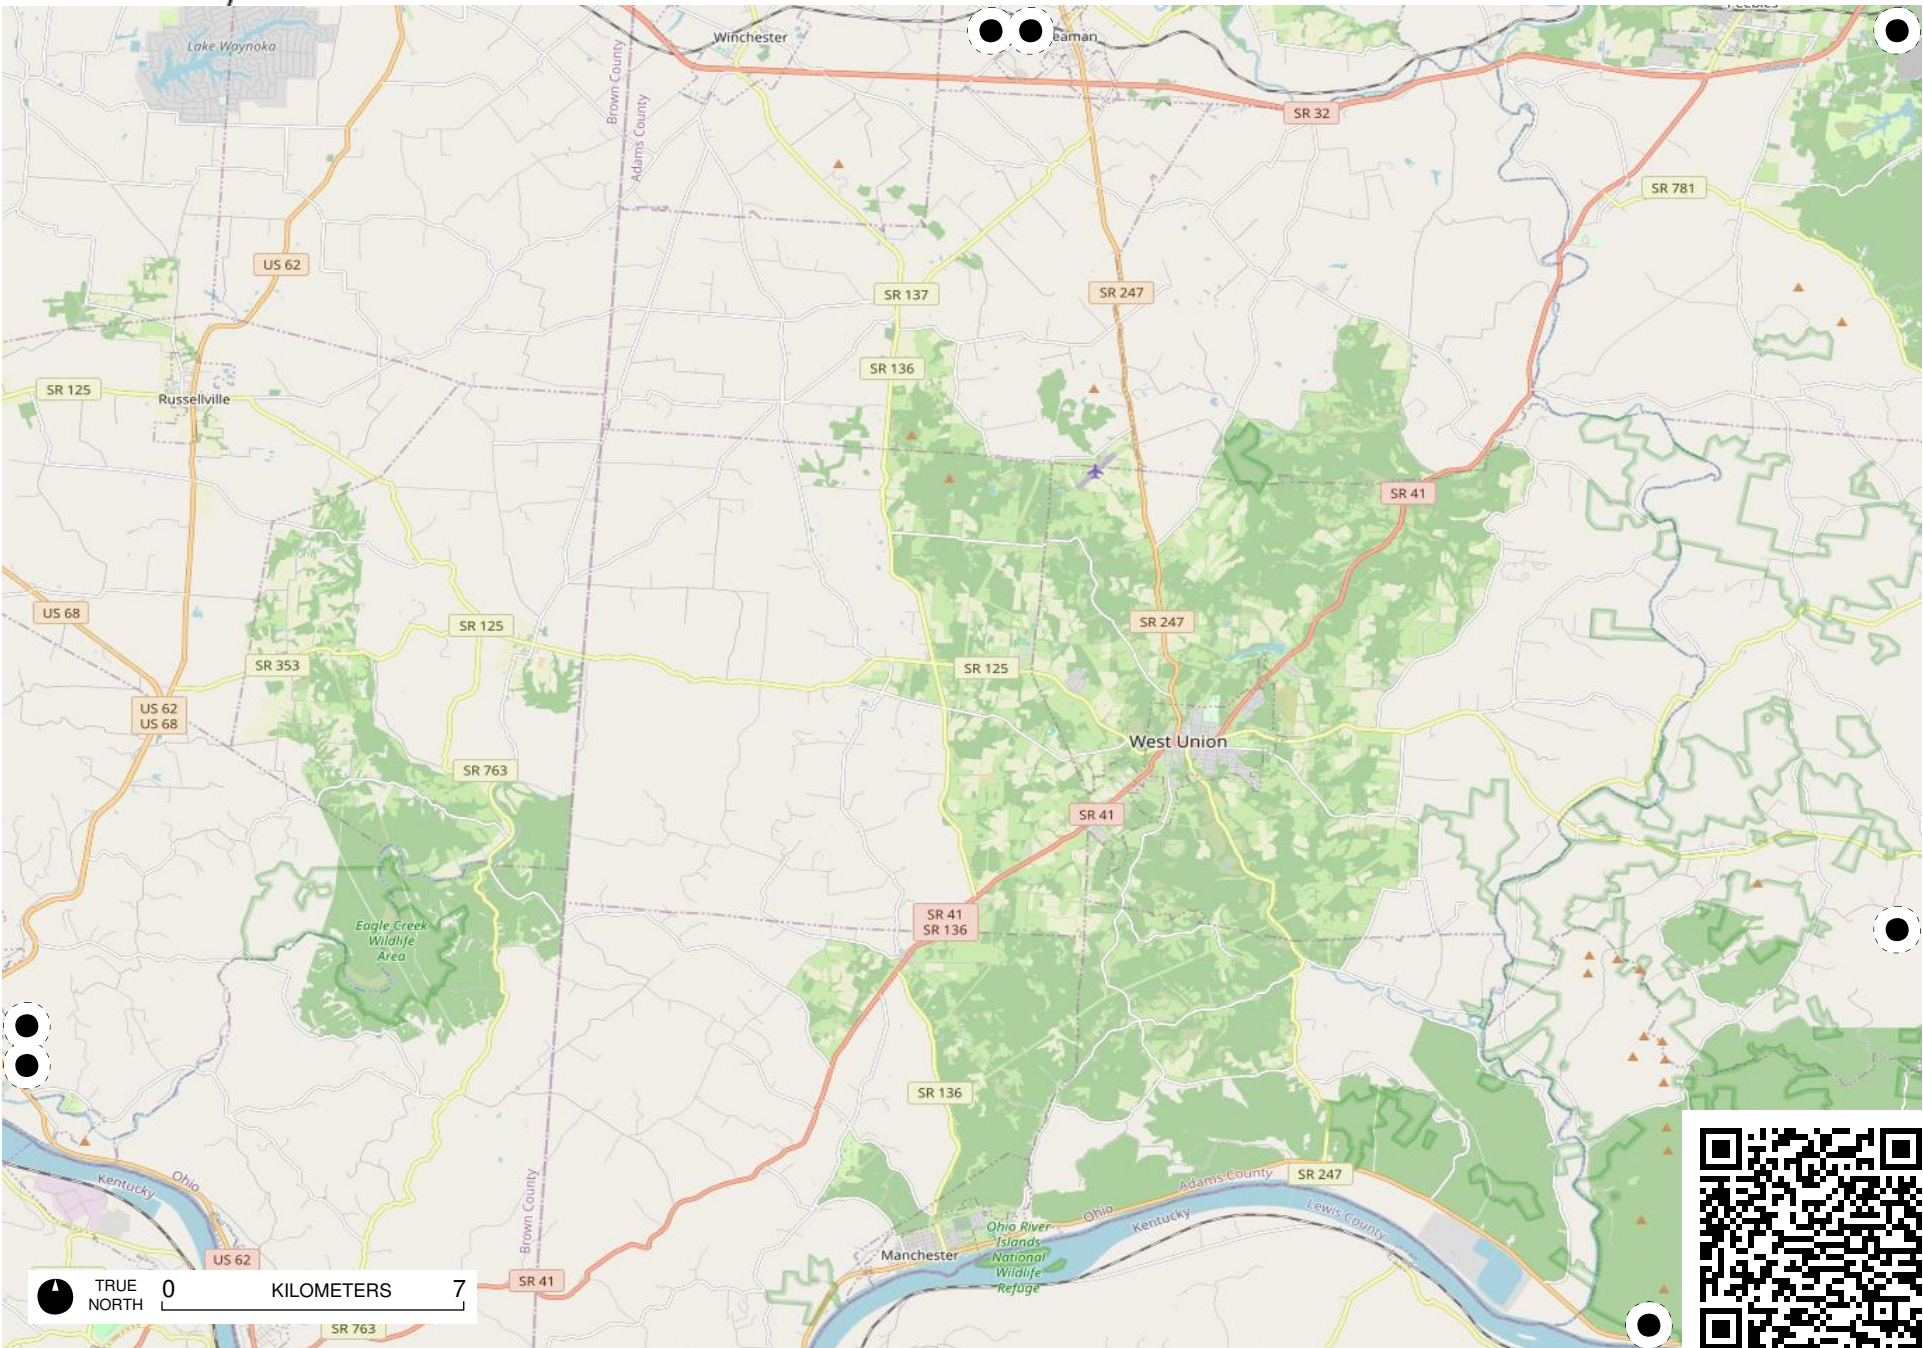 Lake Waynoka
Winchester
SR 32
Brown County
Adams County
SR 781
US 62
SR 137
SR 247
SR 136
SR 125
Russellville
SR 41
US 68
SR 125
SR 247
SR 353
SR 125
US 62
US 68
West Union
SR 763
SR 41
SR 41
SR 136
Eagle Creek
Wildlife
Area
SR 136
Ohio
Kentucky
Brown County
Adams County
SR 247
Ohio
Kentucky
Lewis County
Ohio River
Islands
National
Wildlife
Refuge
Manchester
US 62
SR 41
TRUE
NORTH
0
KILOMETERS
7
SR 763